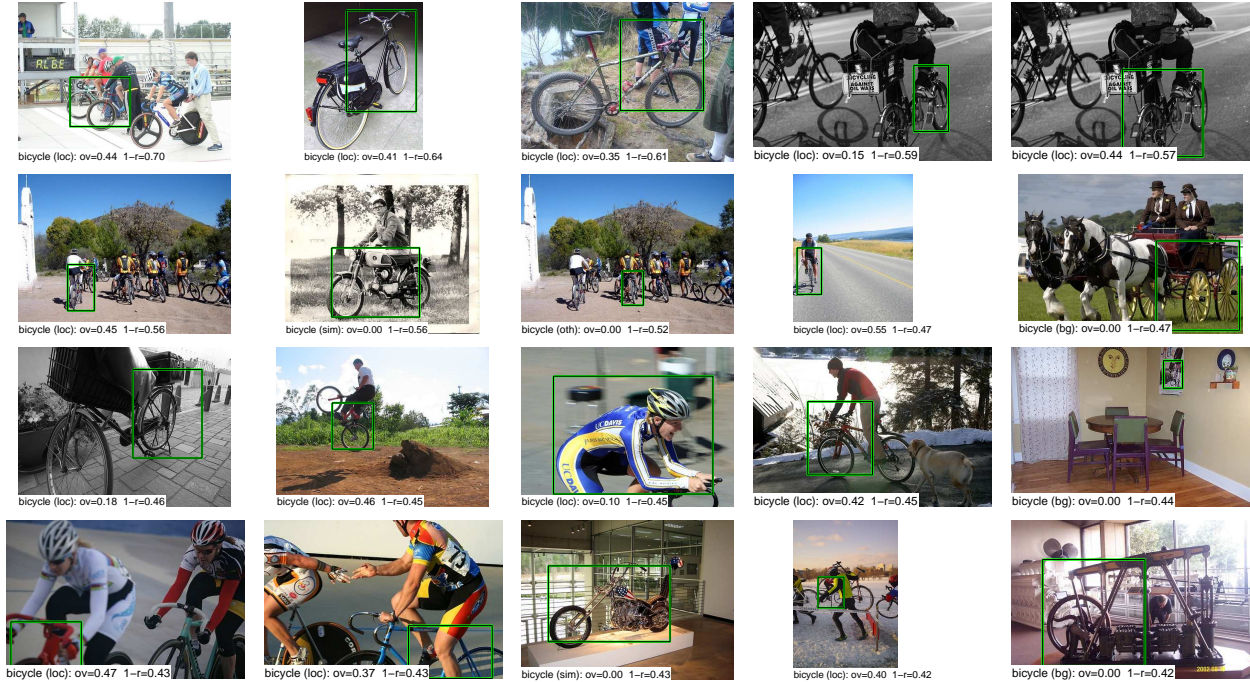 AL6E
bicycle (loc): ov=0.44 1−r=0.70
bicycle (loc): ov=0.41 1−r=0.64
bicycle (loc): ov=0.35 1−r=0.61
BICYCLING
AGAINST
OIL WARS
bicycle (loc): ov=0.15 1−r=0.59
BICYCLING
AGAINST
OIL WARS
bicycle (loc): ov=0.44 1−r=0.57
bicycle (loc): ov=0.45 1−r=0.56
bicycle (sim): ov=0.00 1−r=0.56
bicycle (oth): ov=0.00 1−r=0.52
bicycle (loc): ov=0.55 1−r=0.47
bicycle (bg): ov=0.00 1−r=0.47
bicycle (loc): ov=0.18 1−r=0.46
bicycle (loc): ov=0.46 1−r=0.45
UC DAVIS
UC DA
bicycle (loc): ov=0.10 1−r=0.45
bicycle (loc): ov=0.42 1−r=0.45
bicycle (bg): ov=0.00 1−r=0.44
bicycle (loc): ov=0.47 1−r=0.43
bicycle (loc): ov=0.37 1−r=0.43
bicycle (sim): ov=0.00 1−r=0.43
bicycle (loc): ov=0.40 1−r=0.42
bicycle (bg): ov=0.00 1−r=0.42